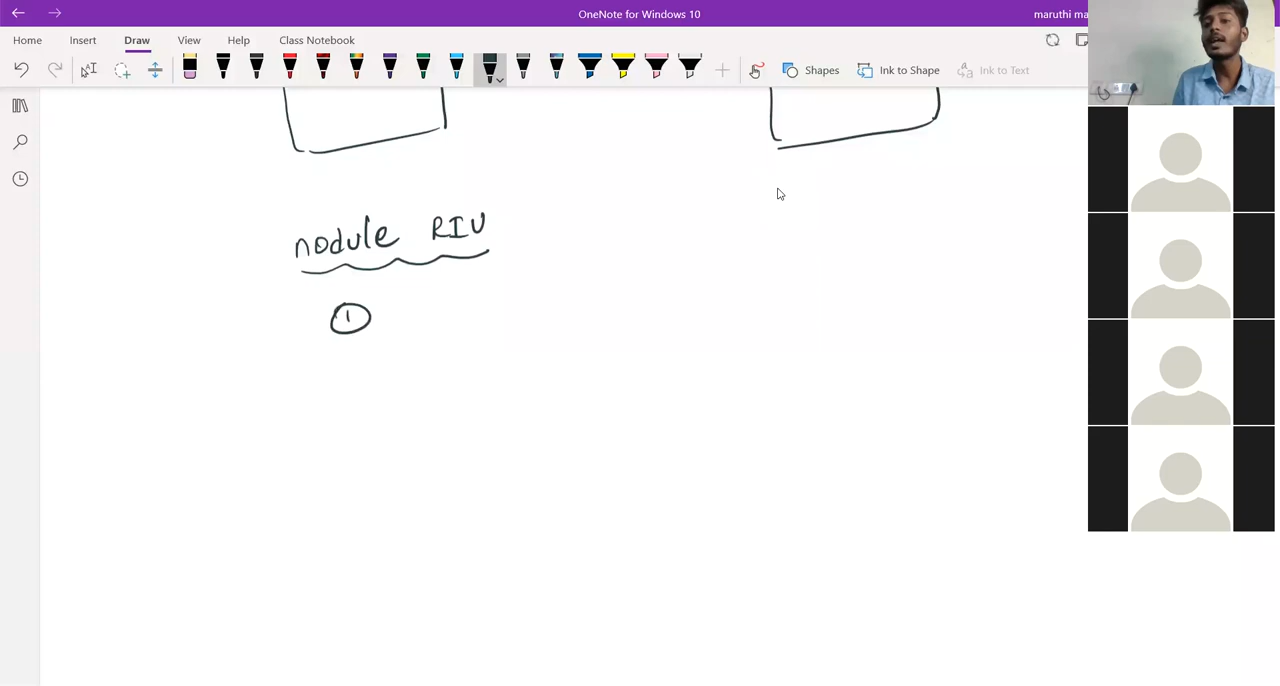 OneNote for Windows 10
maruthi ma
Home Insert Draw View Help Class Notebook
Shapes Ink to Shape Ink to Text
nodule RIU
1